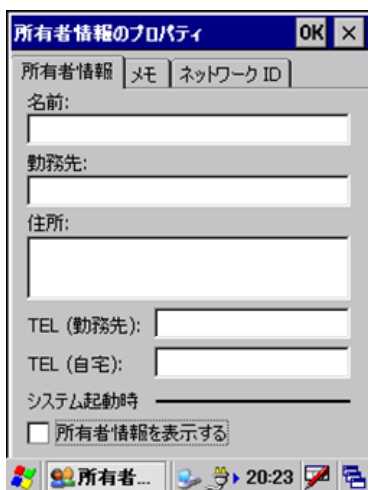 所有者情報のプロパティ OK ×
所有者情報 メモ ネットワーク ID
名前:
勤務先:
住所:
TEL (勤務先):
TEL (自宅):
システム起動時
所有者情報を表示する
所有者... 20:23